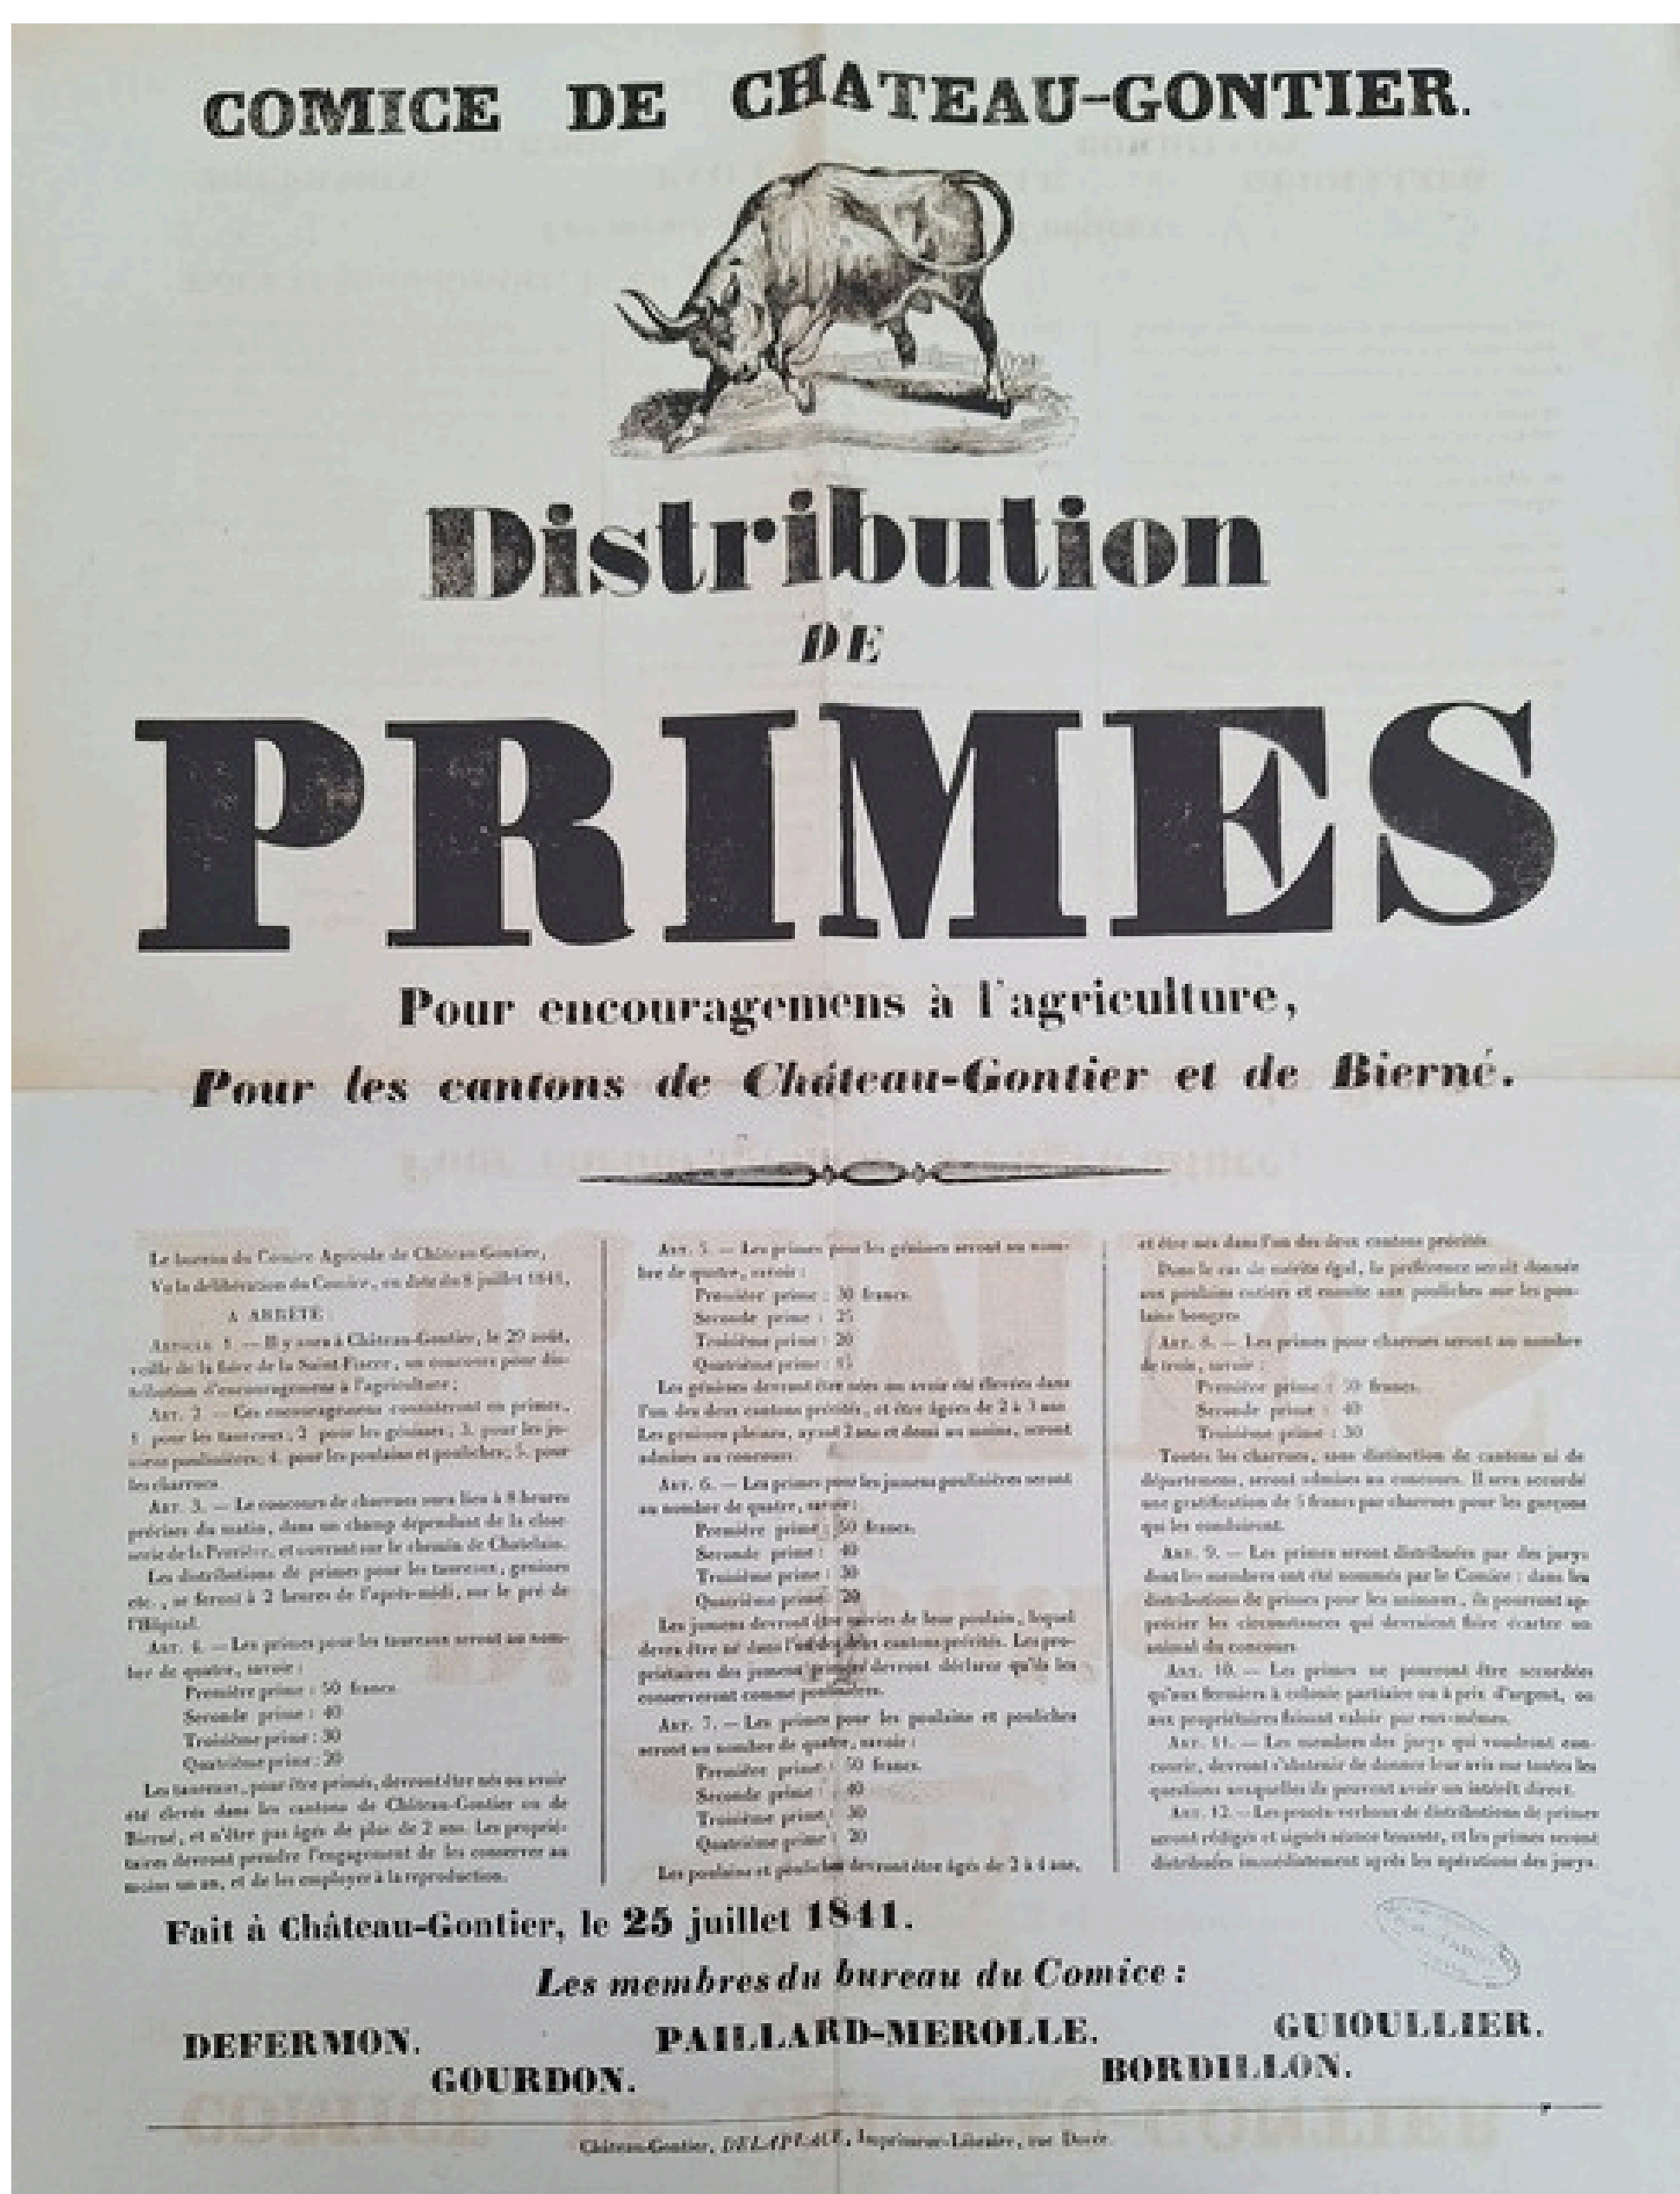 COMICE DE CHATEAU-GONTIER.
Distribution
DE
PRIMES
Pour encouragemens à l'agriculture,
Pour les cantons de Château-Gontier et de Bierné.
Le bureau du Comice Agricole de Château-Gontier,
Vu la délibération du Comice, en date du 8 juillet 1841,
A ARRÊTÉ :
ARTICLE 1. — Il y aura à Château-Gontier, le 29 août,
veille de la foire de la Saint-Fiacre, un concours pour dis-
tribution d'encouragement à l'agriculture;
ART. 2. — Ces encouragemens consisteront en primes,
1. pour les taureaux; 2. pour les génisses; 3. pour les ju-
mens poulinières; 4. pour les poulains et pouliches; 5. pour
les charrues.
ART. 3. — Le concours de charrues aura lieu à 8 heures
précises du matin, dans un champ dépendant de la close-
rie de la, et ouvrant sur le chemin de Chatelain.
Les distributions de primes pour les taureaux, genisses
etc., se feront à 2 heures de l'après-midi, sur le pré de
l'Hôpital.
ART. 4. — Les primes pour les taureaux seront au nom-
bre de quatre, savoir :
Première prime : 50 francs.
Seconde prime : 40
Troisième prime : 30
Quatrième prime : 20
Les taureaux, pour être primés, devront être nés ou avoir
été élevés dans les cantons de Château-Gontier ou de
Bierné, et n'être pas âgés de plus de 2 ans. Les proprié-
taires devront prendre l'engagement de les conserver au
moins un an, et de les employer à la reproduction.
ART. 5. — Les primes pour les génisses seront au nom-
bre de quatre, savoir :
Première prime : 30 francs.
Seconde prime : 25
Troisième prime : 20
Quatrième prime : 15
Les génisses devront être nées ou avoir été élevées dans
l'un des deux cantons précités, et être âgées de 2 à 3 ans.
Les genisses pleines, ayant 2 ans et demi au moins, seront
admises au concours.
ART. 6. — Les primes pour les jumens poulinières seront
au nombre de quatre, savoir :
Première prime : 50 francs.
Seconde prime : 40
Troisième prime : 30
Quatrième prime : 20
Les jumens devront être suivies de leur poulain, lequel
devra être né dans l'un des deux cantons précités. Les pro-
priétaires des jumens primées devront déclarer qu'ils les
conserveront comme poulinières.
ART. 7. — Les primes pour les poulains et pouliches
seront au nombre de quatre, savoir :
Première prime : 50 francs.
Seconde prime : 40
Troisième prime : 30
Quatrième prime : 20
Les poulains et pouliches devront être âgés de 2 à 4 ans,
et être nés dans l'un des deux cantons précités.
Dans le cas de mérite égal, la préférence serait donnée
aux poulains entiers et ensuite aux pouliches sur les pou-
lains hongres.
ART. 8. — Les primes pour charrues seront au nombre
de trois, savoir :
Première prime : 50 francs.
Seconde prime : 40
Troisième prime : 30
Toutes les charrues, sans distinction de cantons ni de
départemens, seront admises au concours. Il sera accordé
une gratification de 5 francs par charrues pour les garçons
qui les conduiront.
ART. 9. — Les primes seront distribuées par des jurys
dont les membres ont été nommés par le Comice : dans les
distributions de primes pour les animaux, ils pourront ap-
précier les circonstances qui devraient faire écarter un
animal du concours.
ART. 10. — Les primes ne pourront être accordées
qu'aux fermiers à colonie partiaire ou à prix d'argent, ou
aux propriétaires faisant valoir par eux-mêmes.
ART. 11. — Les membres des jurys qui voudront con-
courir, devront s'abstenir de donner leur avis sur toutes les
questions auxquelles ils peuvent avoir un intérêt direct.
ART. 12. — Les procès-verbaux de distributions de primes
seront rédigés et signés séance tenante, et les primes seront
distribuées immédiatement après les opérations des jurys.
Fait à Château-Gontier, le 25 juillet 1841.
Les membres du bureau du Comice :
DEFERMON. PAILLARD-MEROLLE. GUIOULLIER.
GOURDON. BORDILLON.
Château-Gontier, DELAPLACE, Imprimeur-Libraire, rue Dorée.